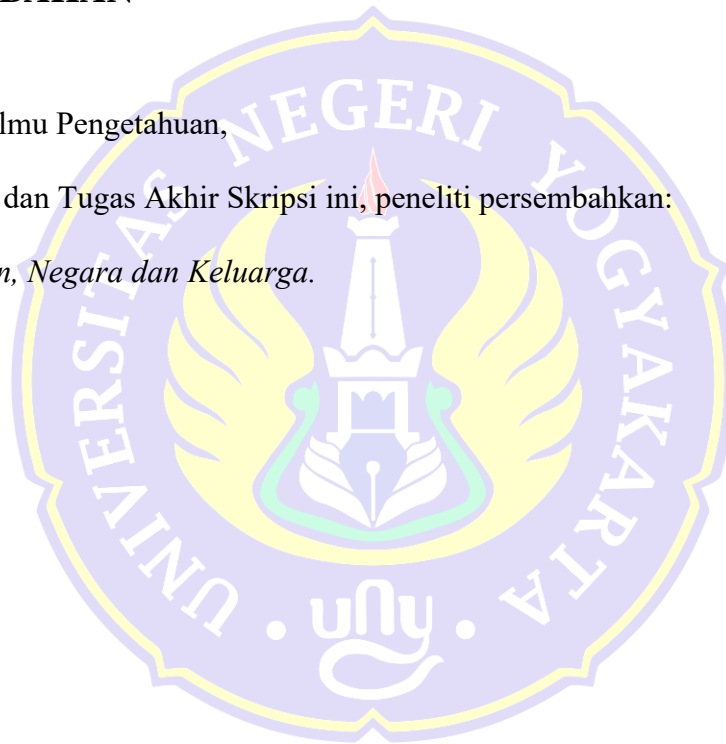 lmu Pengetahuan,
dan Tugas Akhir Skripsi ini, peneliti persembahkan:
n, Negara dan Keluarga.
UNIVERSITAS NEGERI YOGYAKARTA
uny